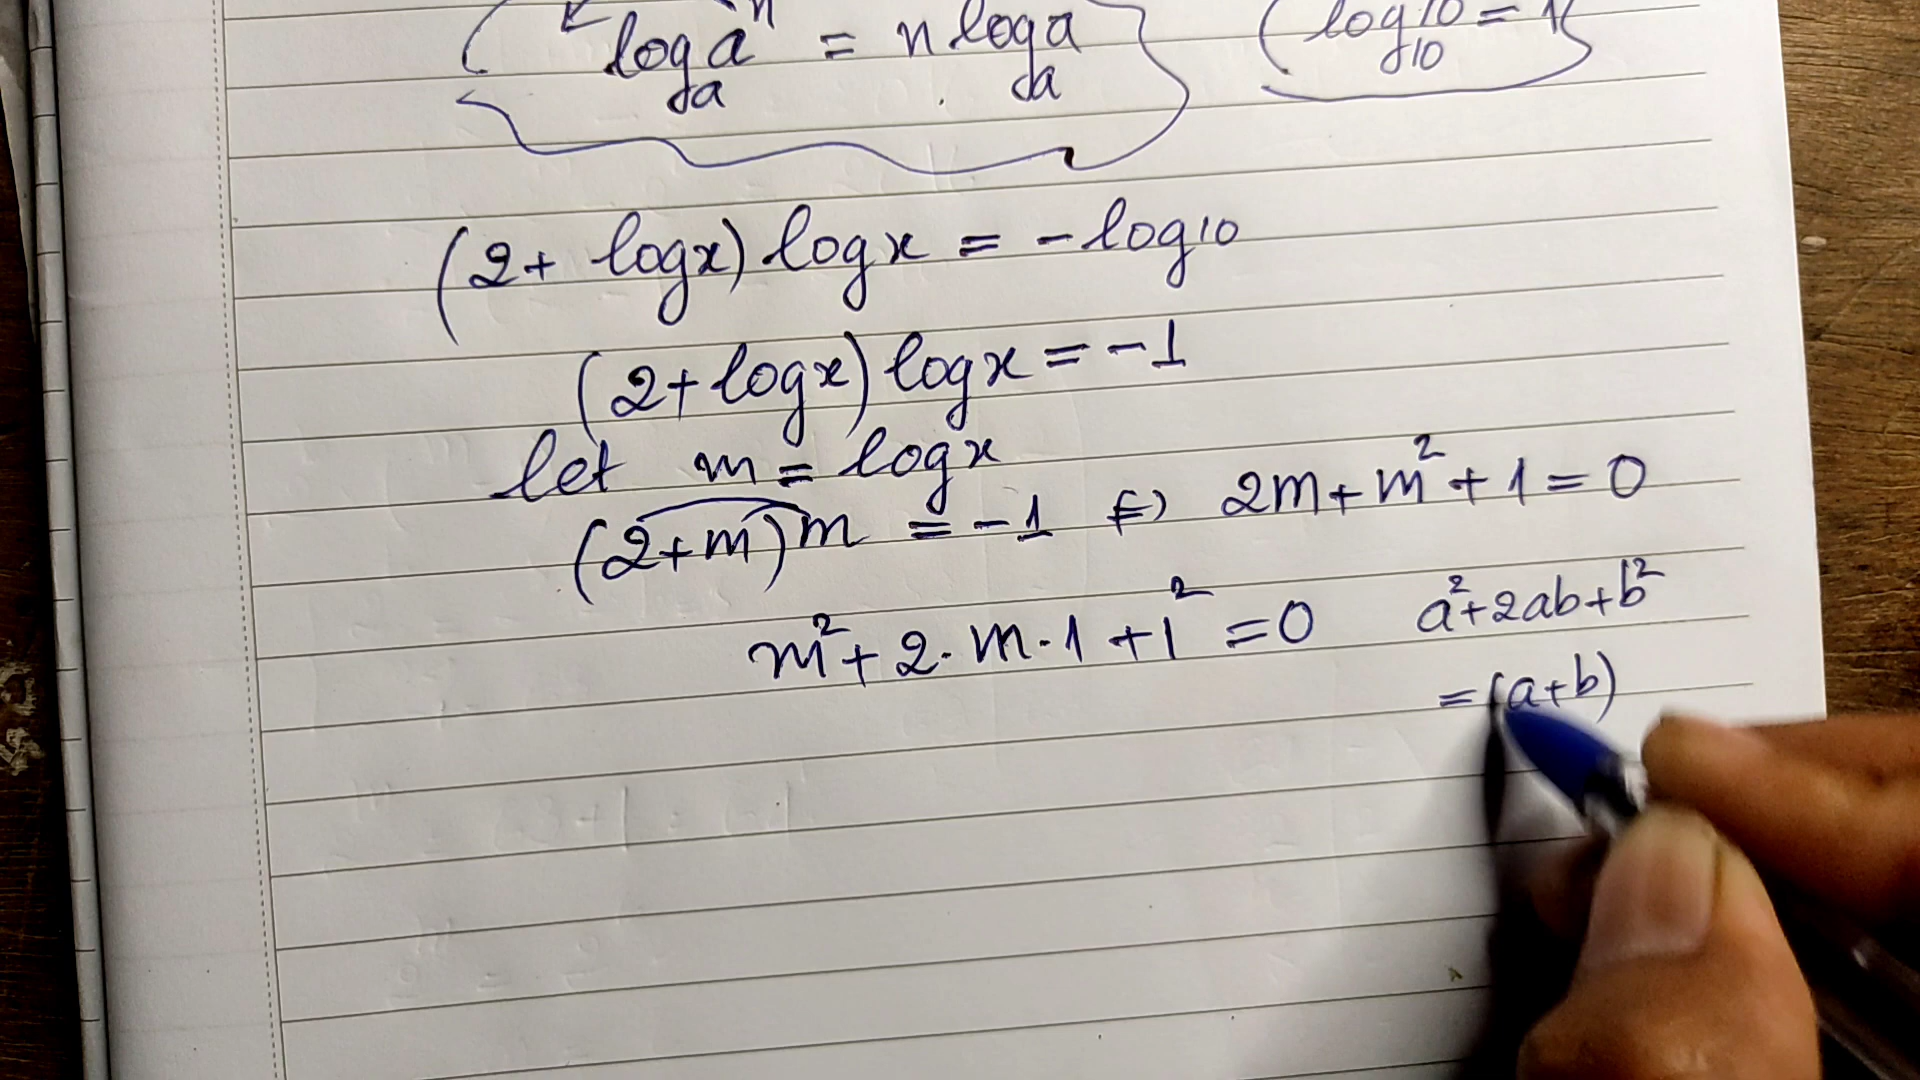 log_a a^n = n log_a a (log_10 10 = 1)
(2 + log x) log x = - log 10
(2 + log x) log x = -1
let m = log x
(2+m) m = -1 ⇔ 2m + m² + 1 = 0
m² + 2 · m · 1 + 1² = 0 a² + 2ab + b²
= (a+b)